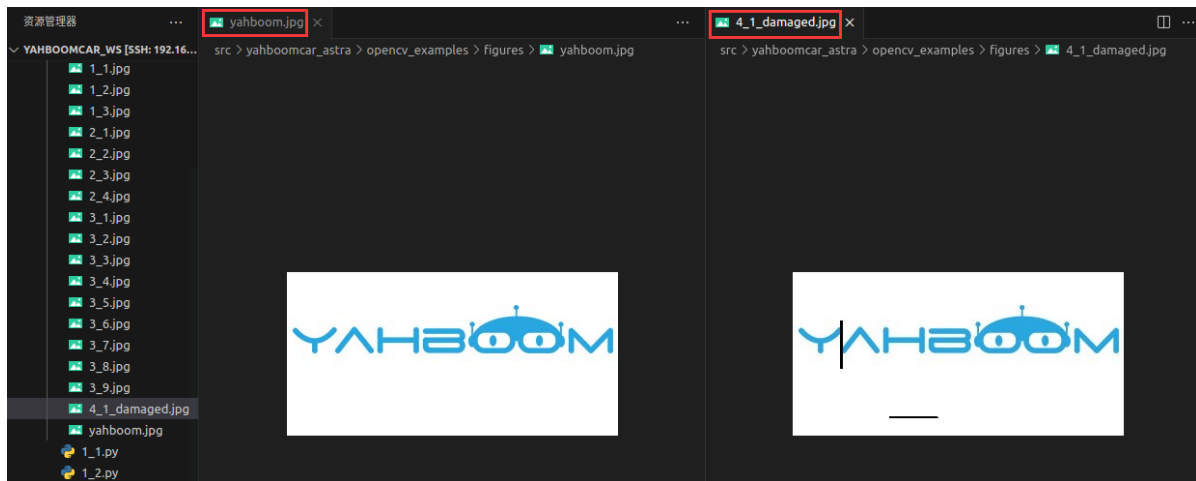 资源管理器 ...
YAHBOOMCAR_WS [SSH: 192.16...
1_1.jpg
1_2.jpg
1_3.jpg
2_1.jpg
2_2.jpg
2_3.jpg
2_4.jpg
3_1.jpg
3_2.jpg
3_3.jpg
3_4.jpg
3_5.jpg
3_6.jpg
3_7.jpg
3_8.jpg
3_9.jpg
4_1_damaged.jpg
yahboom.jpg
1_1.py
1_2.py
yahboom.jpg ...
src > yahboomcar_astra > opencv_examples > figures > yahboom.jpg
YAHBOOM
4_1_damaged.jpg ...
src > yahboomcar_astra > opencv_examples > figures > 4_1_damaged.jpg
YAHBOOM